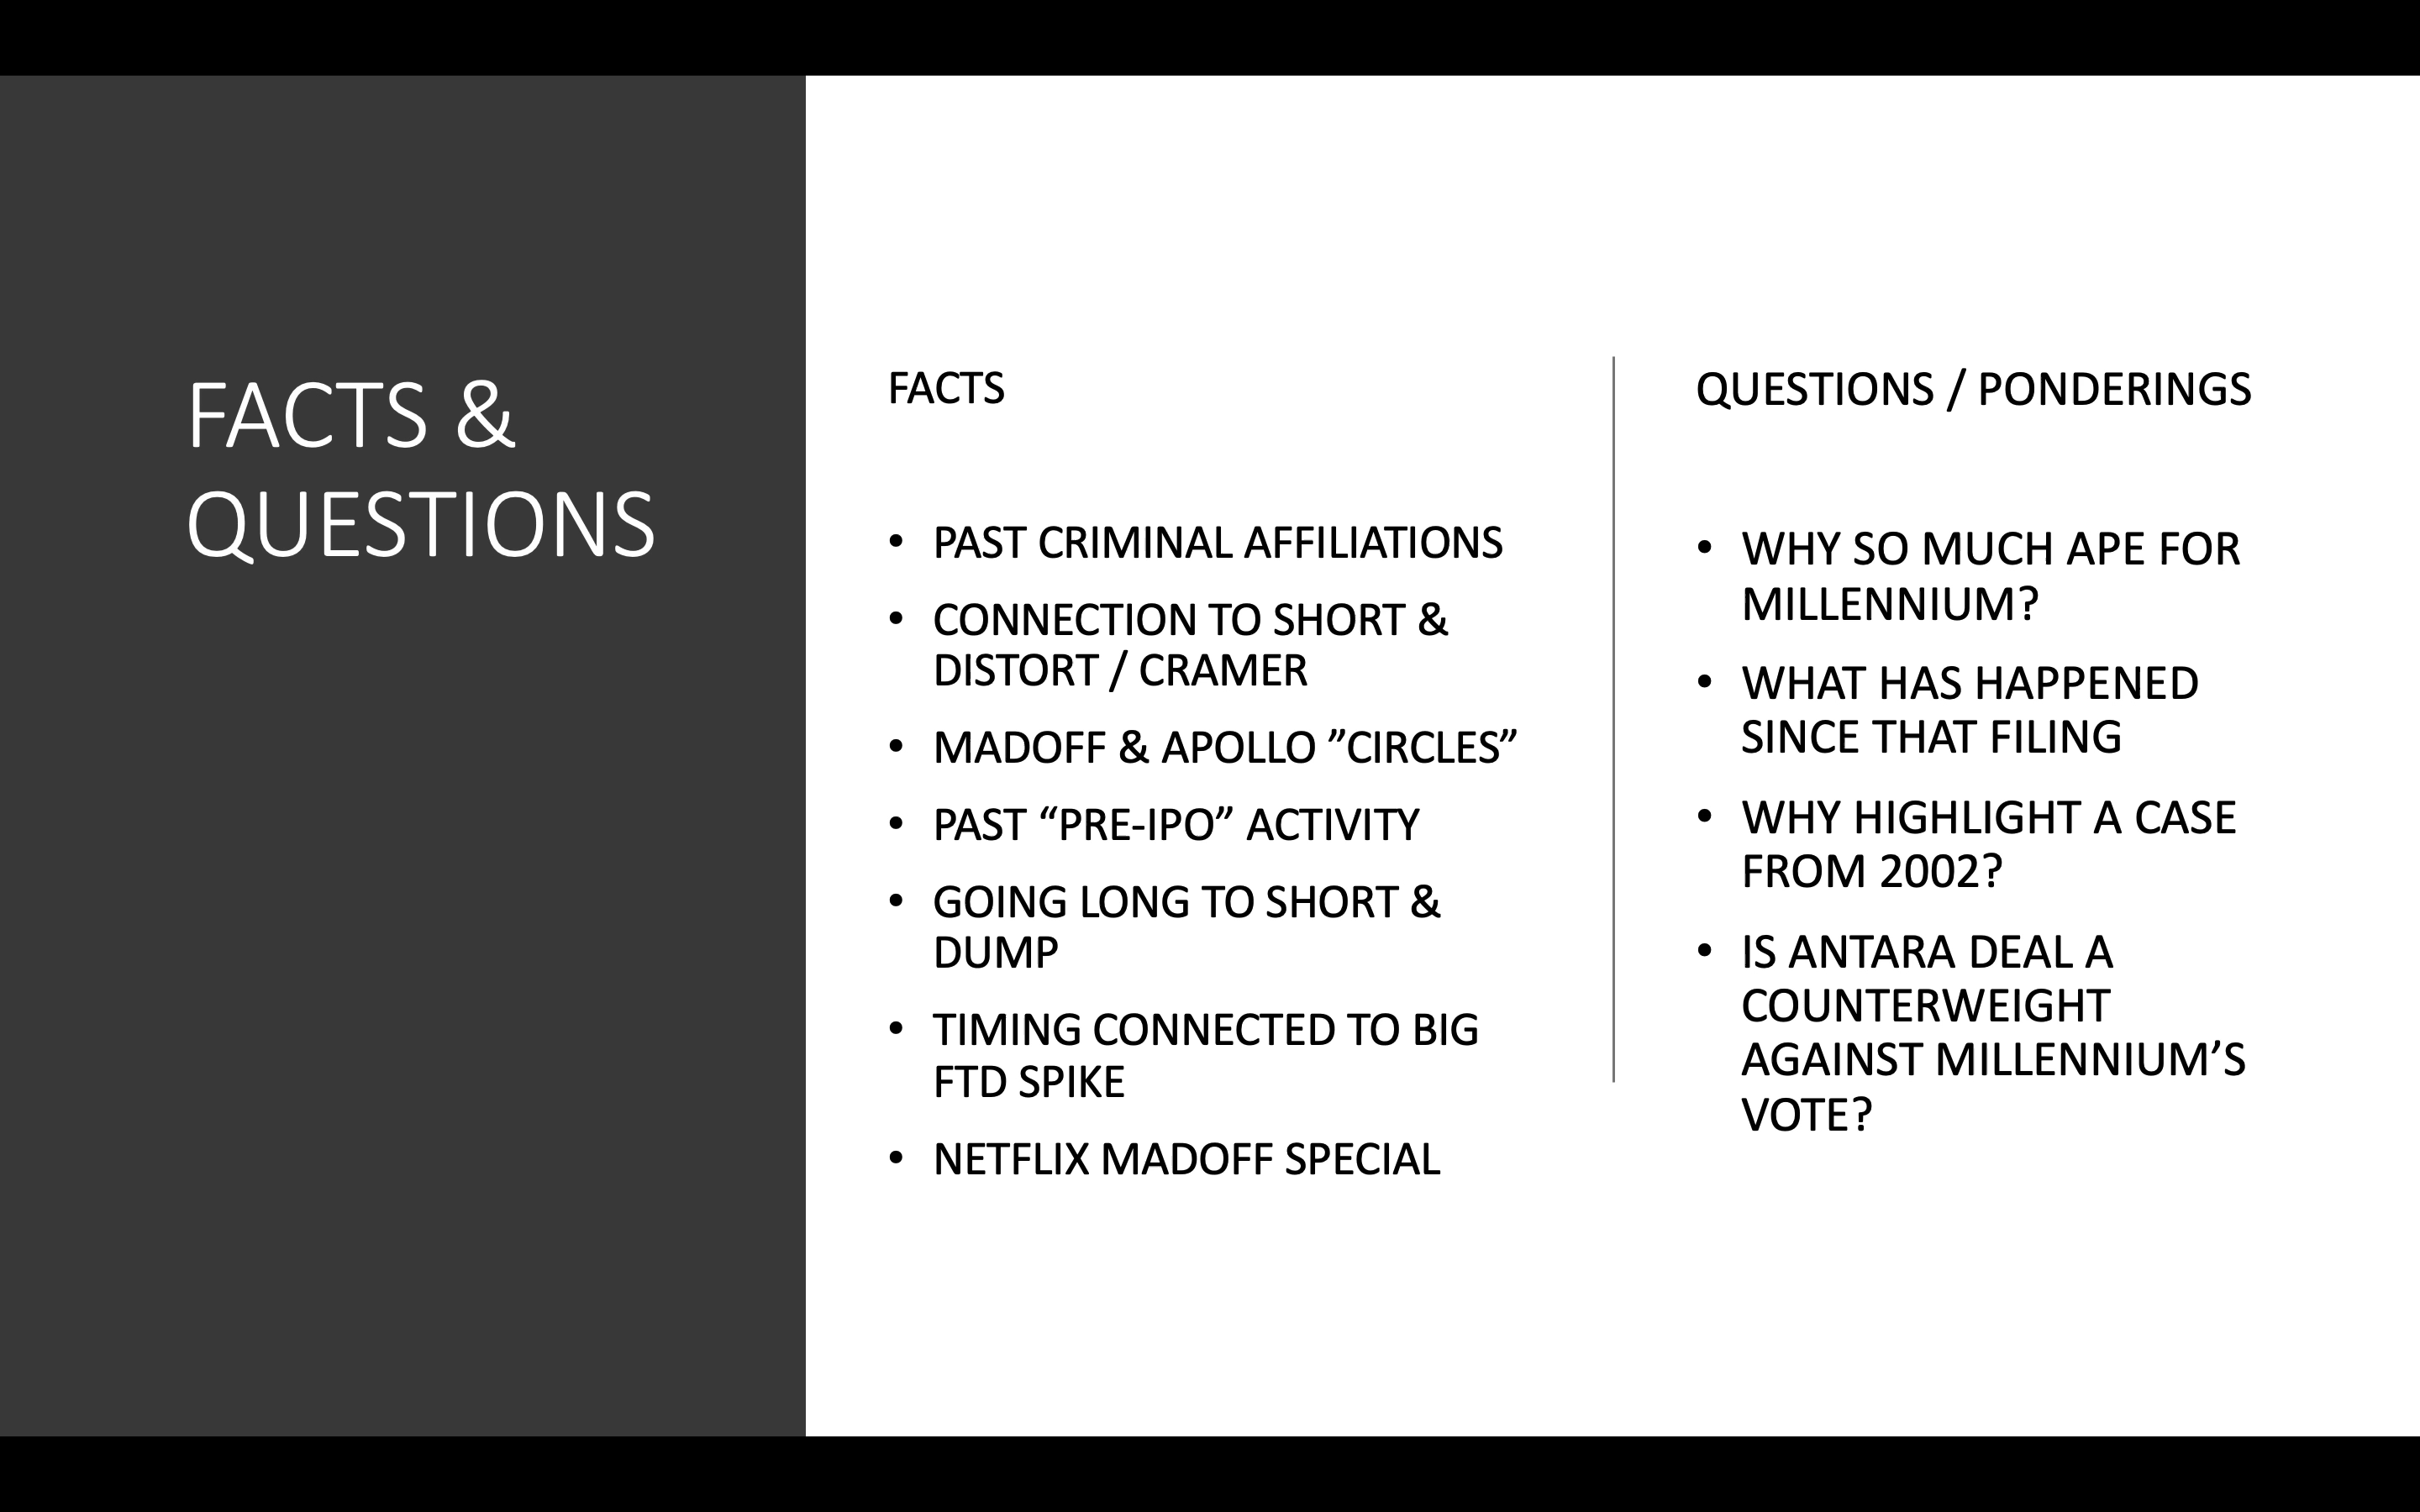 FACTS &
QUESTIONS
FACTS
• PAST CRIMINAL AFFILIATIONS
• CONNECTION TO SHORT &
DISTORT / CRAMER
• MADOFF & APOLLO ”CIRCLES”
• PAST “PRE-IPO” ACTIVITY
• GOING LONG TO SHORT &
DUMP
• TIMING CONNECTED TO BIG
FTD SPIKE
• NETFLIX MADOFF SPECIAL
QUESTIONS / PONDERINGS
• WHY SO MUCH APE FOR
MILLENNIUM?
• WHAT HAS HAPPENED
SINCE THAT FILING
• WHY HIGHLIGHT A CASE
FROM 2002?
• IS ANTARA DEAL A
COUNTERWEIGHT
AGAINST MILLENNIUM’S
VOTE?